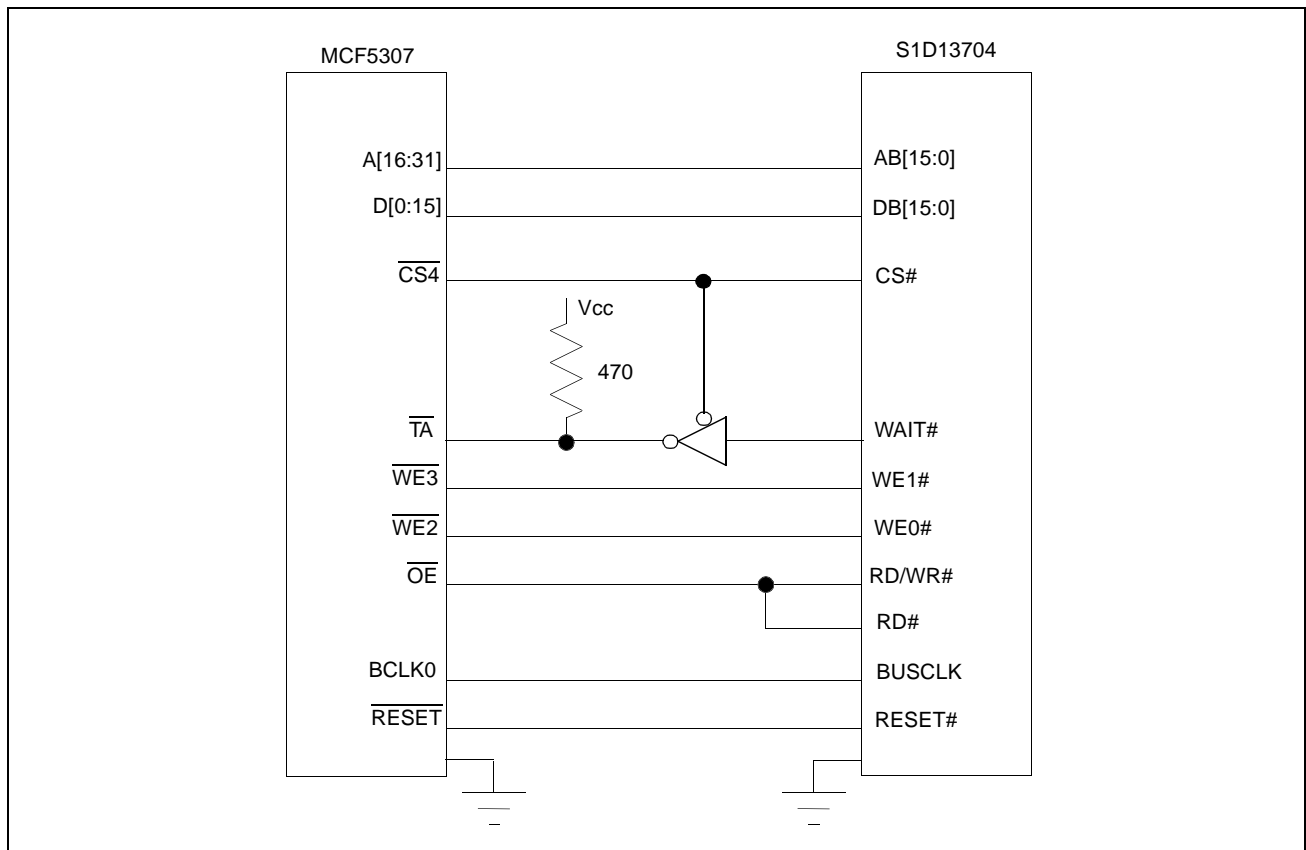 MCF5307
S1D13704
A[16:31]
AB[15:0]
D[0:15]
DB[15:0]
CS4
CS#
Vcc
470
TA
WAIT#
WE3
WE1#
WE2
WE0#
OE
RD/WR#
RD#
BCLK0
BUSCLK
RESET
RESET#